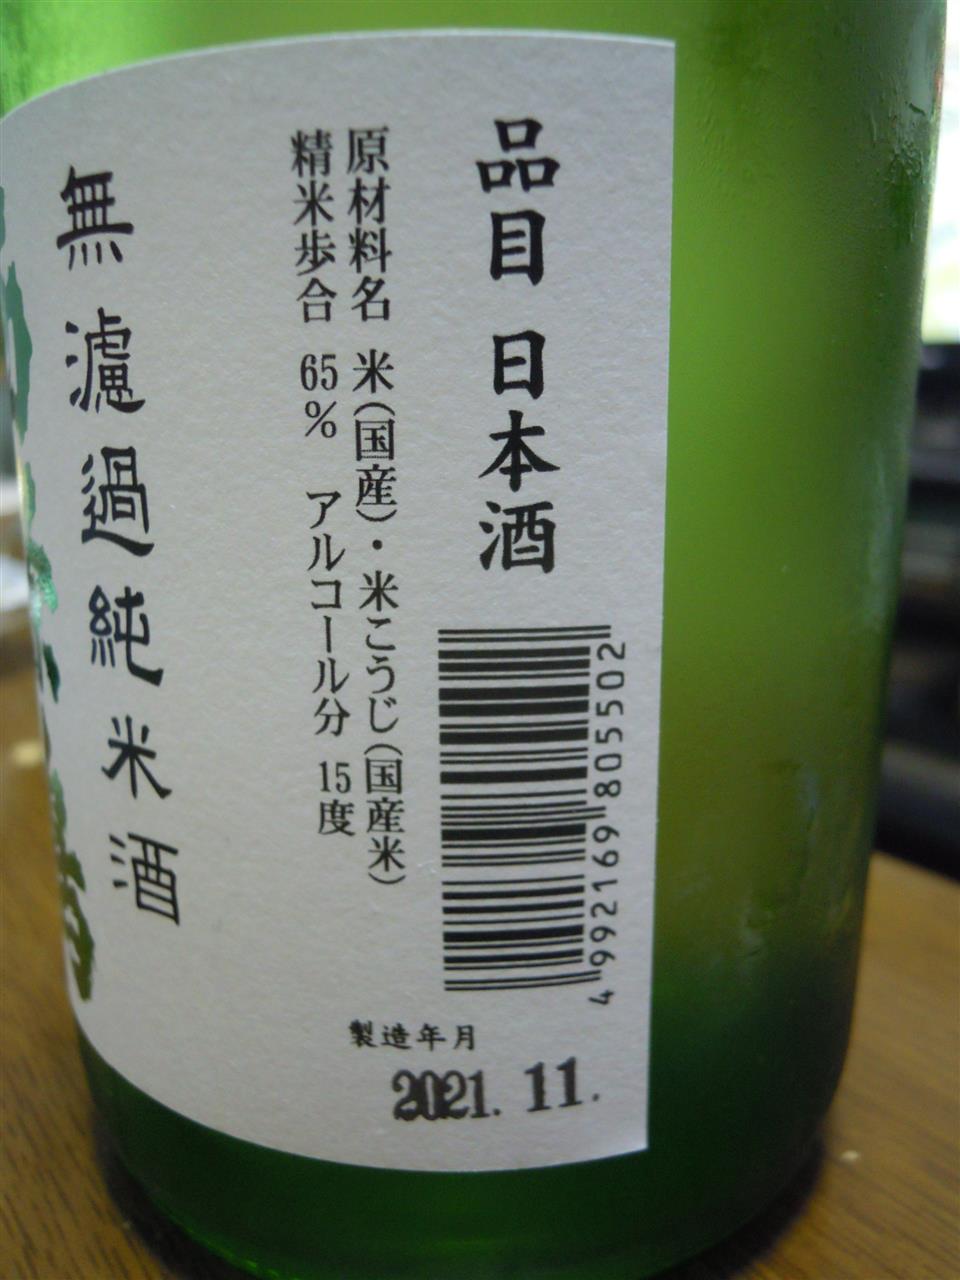 品目 日本酒
原材料名 米(国産)・米こうじ(国産米)
精米歩合 65% アルコール分 15度
無濾過純米酒
4992169805502
製造年月
2021.11.